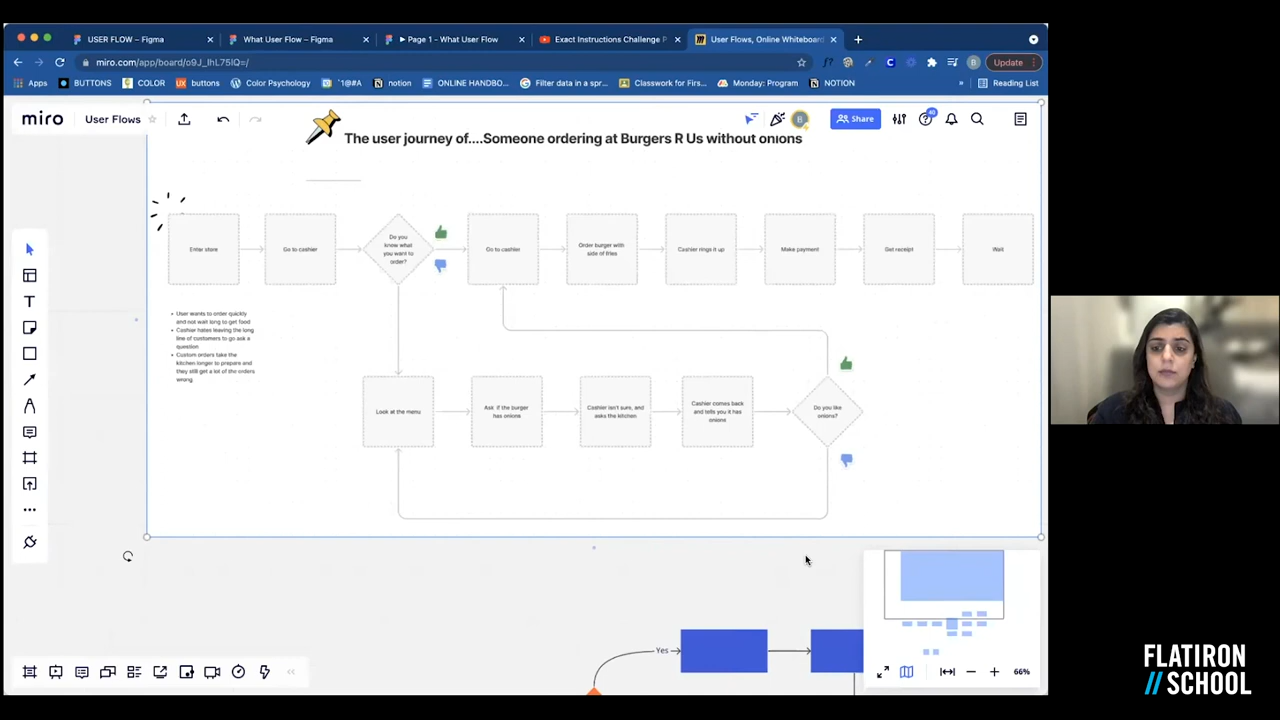 USER FLOW – Figma
What User Flow – Figma
▶ Page 1 – What User Flow
Exact Instructions Challenge P
User Flows, Online Whiteboard
miro.com/app/board/o9J_lhL75IQ=/
Update
Apps
BUTTONS
COLOR
buttons
Color Psychology
`1@#A
notion
ONLINE HANDBO...
Filter data in a spr...
Classwork for Firs...
Monday: Program
NOTION
Reading List
miro
User Flows
B
Share
The user journey of....Someone ordering at Burgers R Us without onions
Enter store
Go to cashier
Do you
know what
you want to
order?
Go to cashier
Order burger with
side of fries
Cashier rings it up
Make payment
Get receipt
Wait
• User wants to order quickly
and not wait long to get food
• Cashier hates leaving the long
line of customers to go ask a
question
• Custom orders take the
kitchen longer to prepare and
they still get a lot of the orders
wrong
Look at the menu
Ask if the burger
has onions
Cashier isn't sure, and
asks the kitchen
Cashier comes back
and tells you it has
onions
Do you like
onions?
Yes
66%
FLATIRON
// SCHOOL